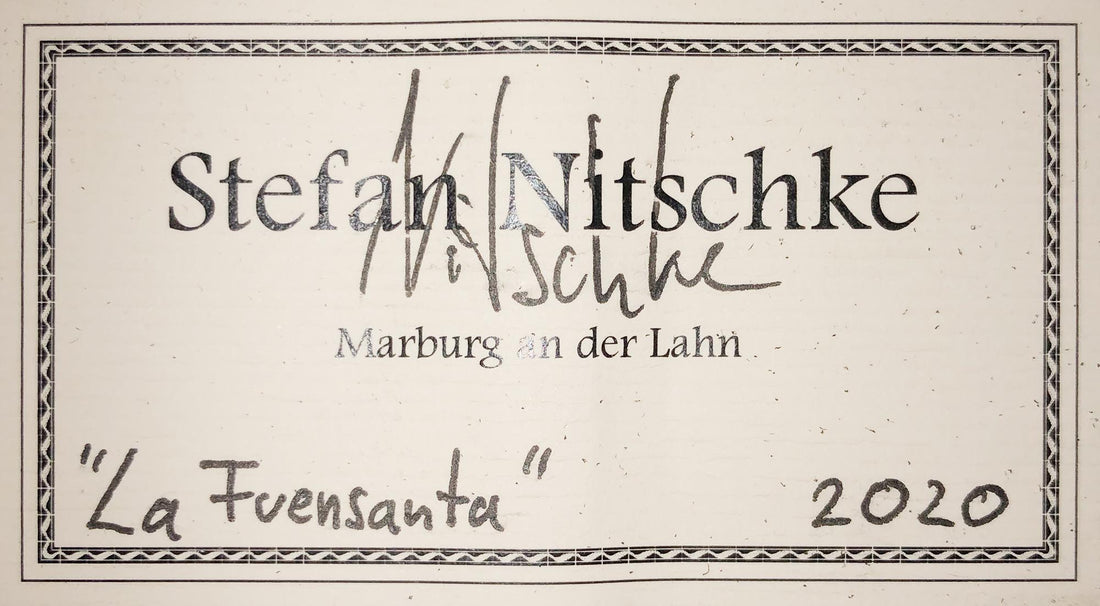 Stefan Nitschke
Nitschke
Marburg an der Lahn
"La Fuensanta" 2020